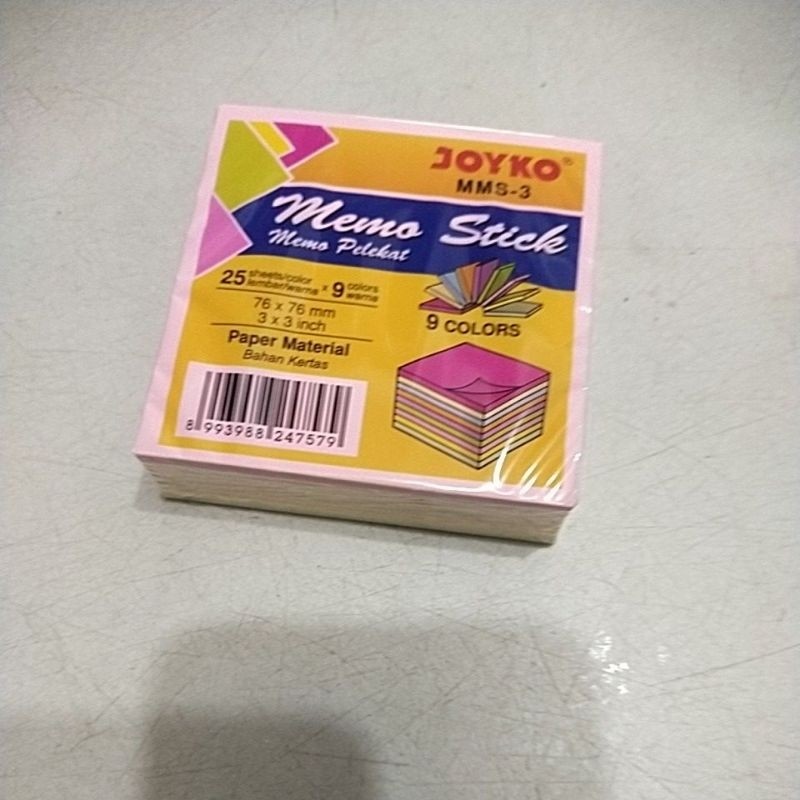 JOYKO®
MMS-3
Memo Stick
Memo Pelekat
25 sheets/color lembar/warna x 9 colors warna
76 x 76 mm
3 x 3 inch
9 COLORS
Paper Material
Bahan Kertas
8 993988 247579